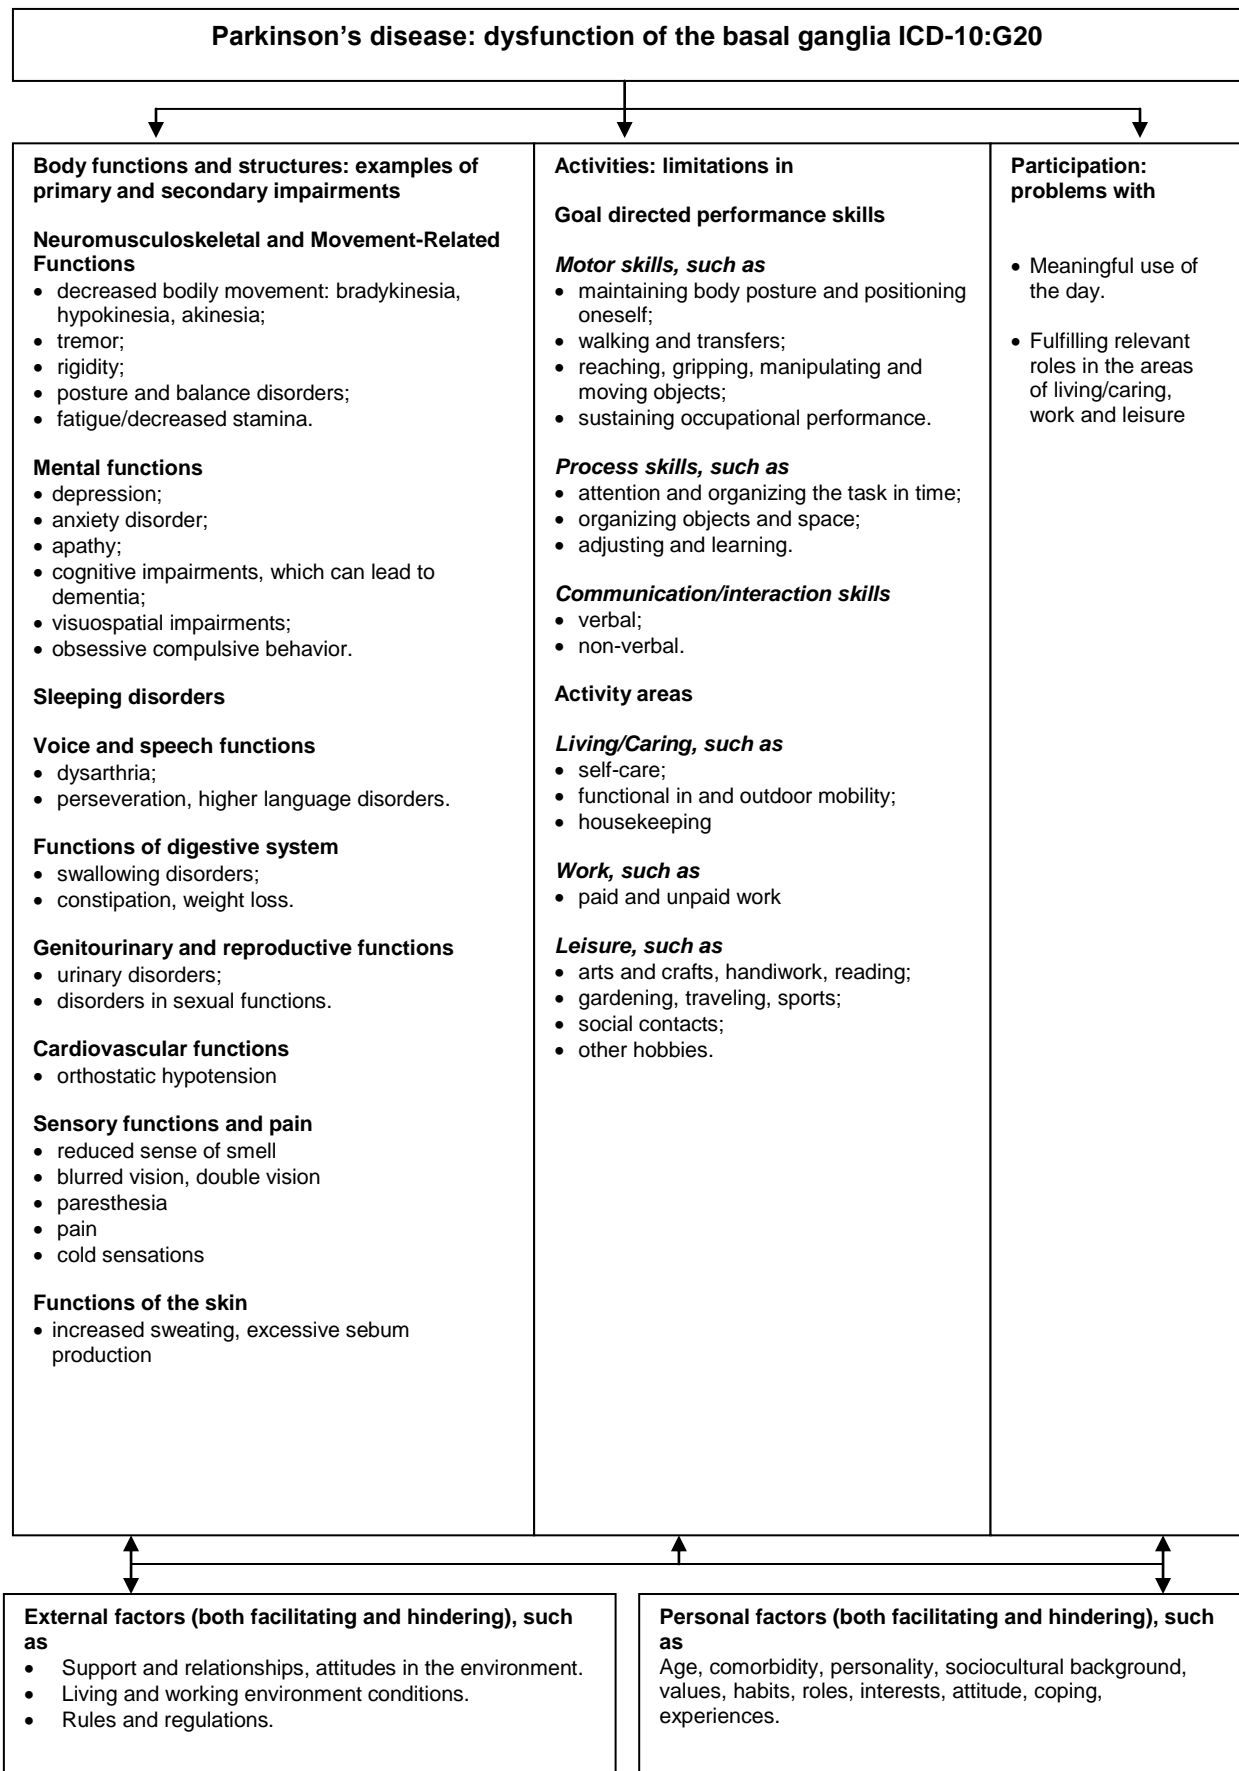 Parkinson’s disease: dysfunction of the basal ganglia ICD-10:G20
Body functions and structures: examples of
primary and secondary impairments
Neuromusculoskeletal and Movement-Related
Functions
• decreased bodily movement: bradykinesia,
hypokinesia, akinesia;
• tremor;
• rigidity;
• posture and balance disorders;
• fatigue/decreased stamina.
Mental functions
• depression;
• anxiety disorder;
• apathy;
• cognitive impairments, which can lead to
dementia;
• visuospatial impairments;
• obsessive compulsive behavior.
Sleeping disorders
Voice and speech functions
• dysarthria;
• perseveration, higher language disorders.
Functions of digestive system
• swallowing disorders;
• constipation, weight loss.
Genitourinary and reproductive functions
• urinary disorders;
• disorders in sexual functions.
Cardiovascular functions
• orthostatic hypotension
Sensory functions and pain
• reduced sense of smell
• blurred vision, double vision
• paresthesia
• pain
• cold sensations
Functions of the skin
• increased sweating, excessive sebum
production
Activities: limitations in
Goal directed performance skills
Motor skills, such as
• maintaining body posture and positioning
oneself;
• walking and transfers;
• reaching, gripping, manipulating and
moving objects;
• sustaining occupational performance.
Process skills, such as
• attention and organizing the task in time;
• organizing objects and space;
• adjusting and learning.
Communication/interaction skills
• verbal;
• non-verbal.
Activity areas
Living/Caring, such as
• self-care;
• functional in and outdoor mobility;
• housekeeping
Work, such as
• paid and unpaid work
Leisure, such as
• arts and crafts, handiwork, reading;
• gardening, traveling, sports;
• social contacts;
• other hobbies.
Participation:
problems with
• Meaningful use of
the day.
• Fulfilling relevant
roles in the areas
of living/caring,
work and leisure
External factors (both facilitating and hindering), such
as
• Support and relationships, attitudes in the environment.
• Living and working environment conditions.
• Rules and regulations.
Personal factors (both facilitating and hindering), such
as
Age, comorbidity, personality, sociocultural background,
values, habits, roles, interests, attitude, coping,
experiences.